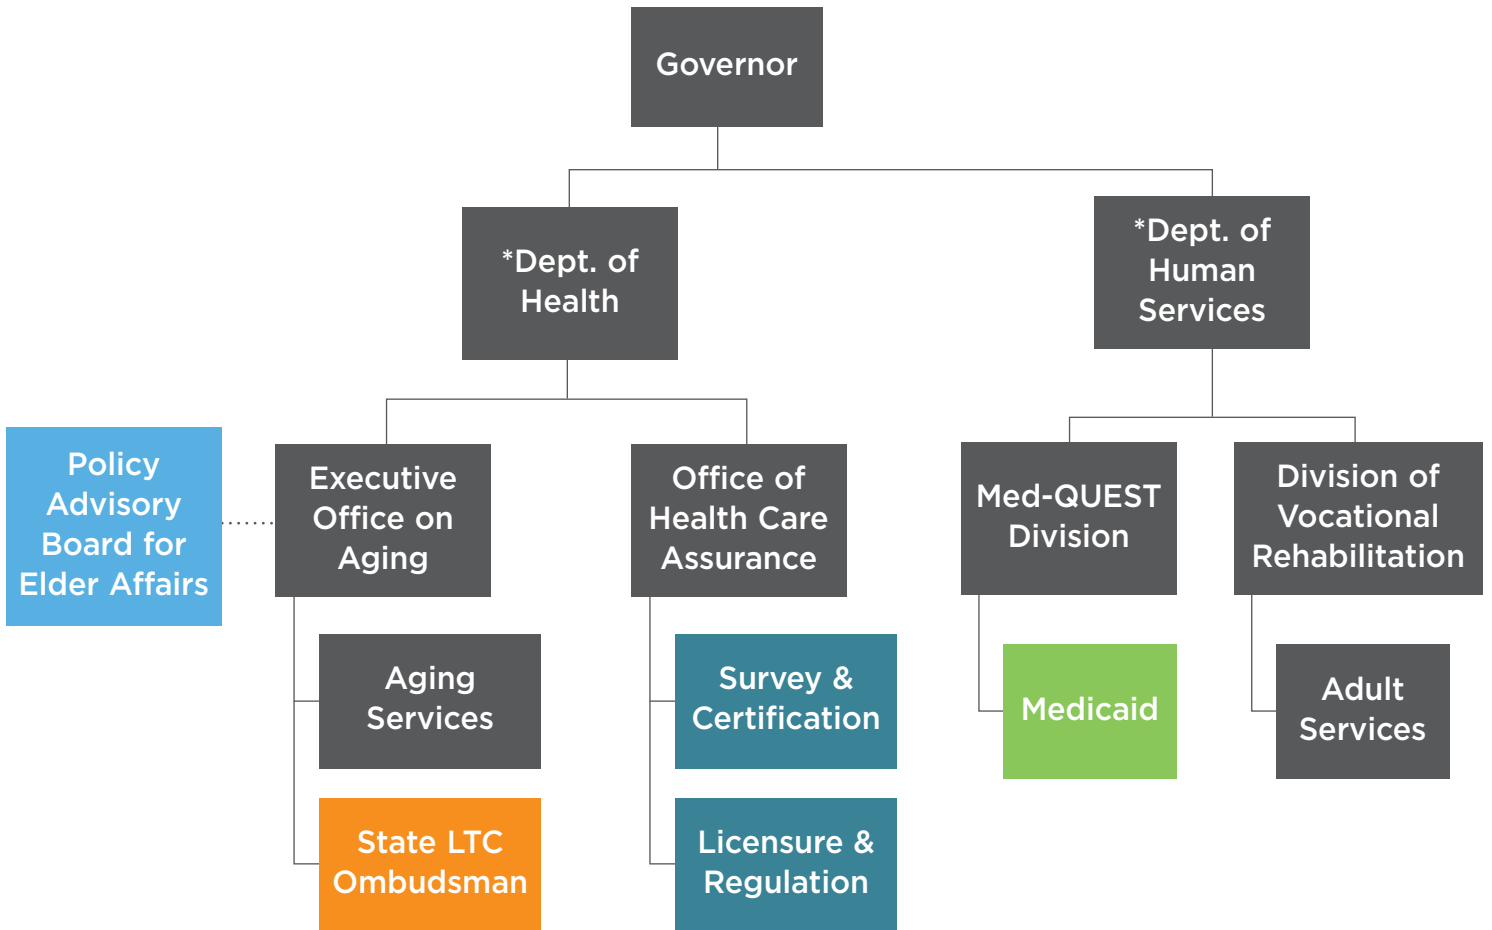 Governor
*Dept. of
Health
*Dept. of
Human
Services
Policy
Advisory
Board for
Elder Affairs
Executive
Office on
Aging
Office of
Health Care
Assurance
Med-QUEST
Division
Division of
Vocational
Rehabilitation
Aging
Services
Survey &
Certification
Medicaid
Adult
Services
State LTC
Ombudsman
Licensure &
Regulation